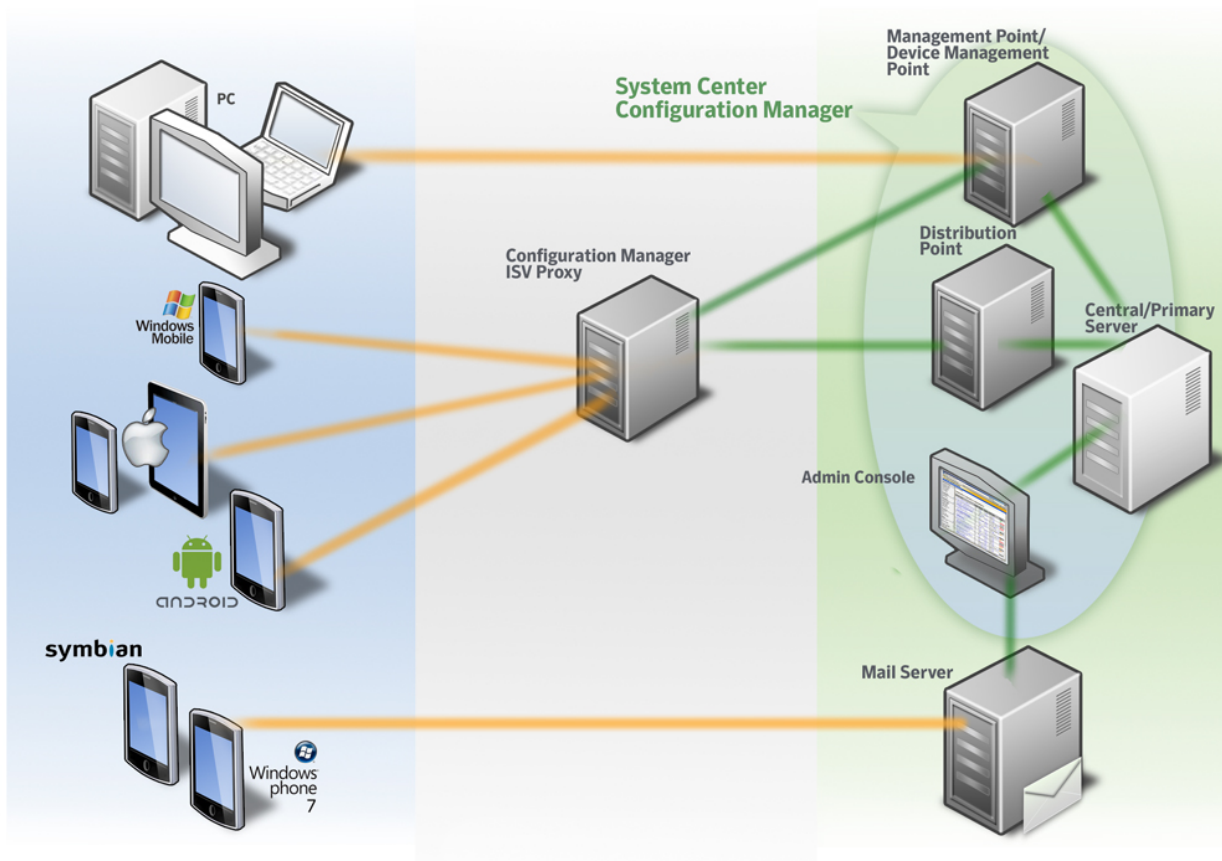 Management Point/
Device Management
Point
System Center
Configuration Manager
PC
Distribution
Point
Configuration Manager
ISV Proxy
Windows
Mobile
Central/Primary
Server
Admin Console
ANDROID
symbian
Mail Server
Windows
phone
7